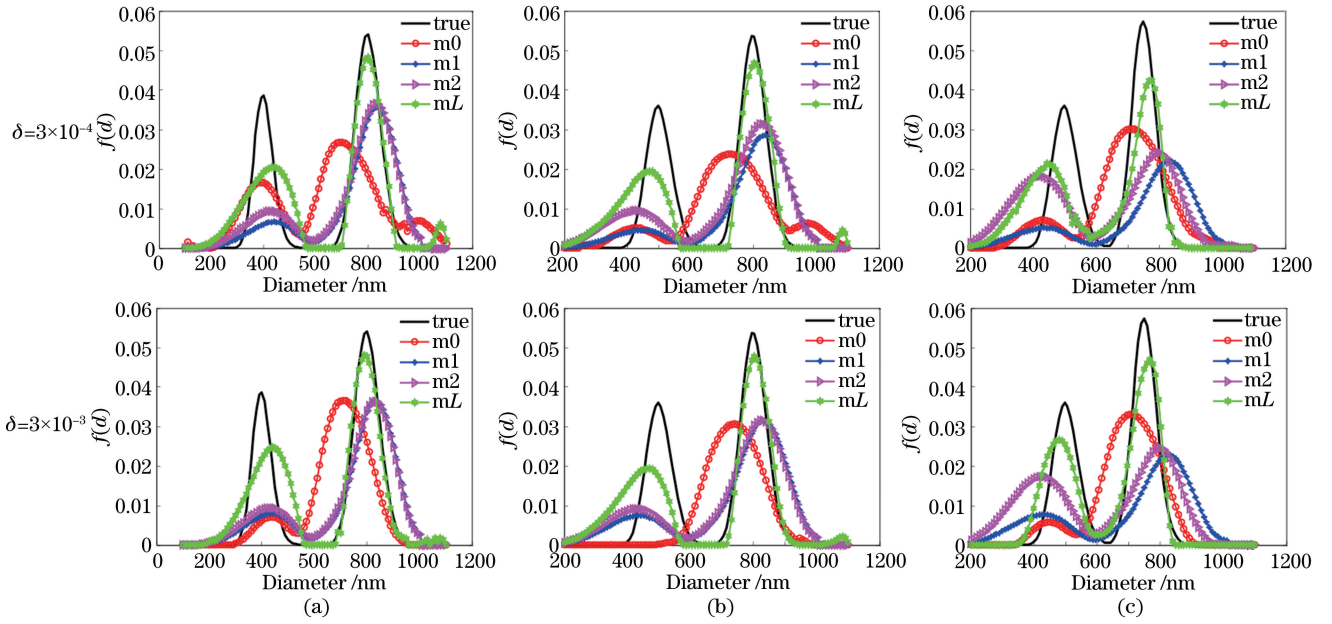 δ=3×10⁻⁴
f(d)
0.06
0.05
0.04
0.03
0.02
0.01
0
true
m0
m1
m2
mL
0 200 400 600 800 1000 1200
Diameter /nm
f(d)
0.06
0.05
0.04
0.03
0.02
0.01
0
true
m0
m1
m2
mL
200 400 600 800 1000 1200
Diameter /nm
f(d)
0.06
0.05
0.04
0.03
0.02
0.01
0
true
m0
m1
m2
mL
200 400 600 800 1000 1200
Diameter /nm
δ=3×10⁻³
f(d)
0.06
0.05
0.04
0.03
0.02
0.01
0
true
m0
m1
m2
mL
0 200 400 600 800 1000 1200
Diameter /nm
(a)
f(d)
0.06
0.05
0.04
0.03
0.02
0.01
0
true
m0
m1
m2
mL
200 400 600 800 1000 1200
Diameter /nm
(b)
f(d)
0.06
0.05
0.04
0.03
0.02
0.01
0
true
m0
m1
m2
mL
200 400 600 800 1000 1200
Diameter /nm
(c)